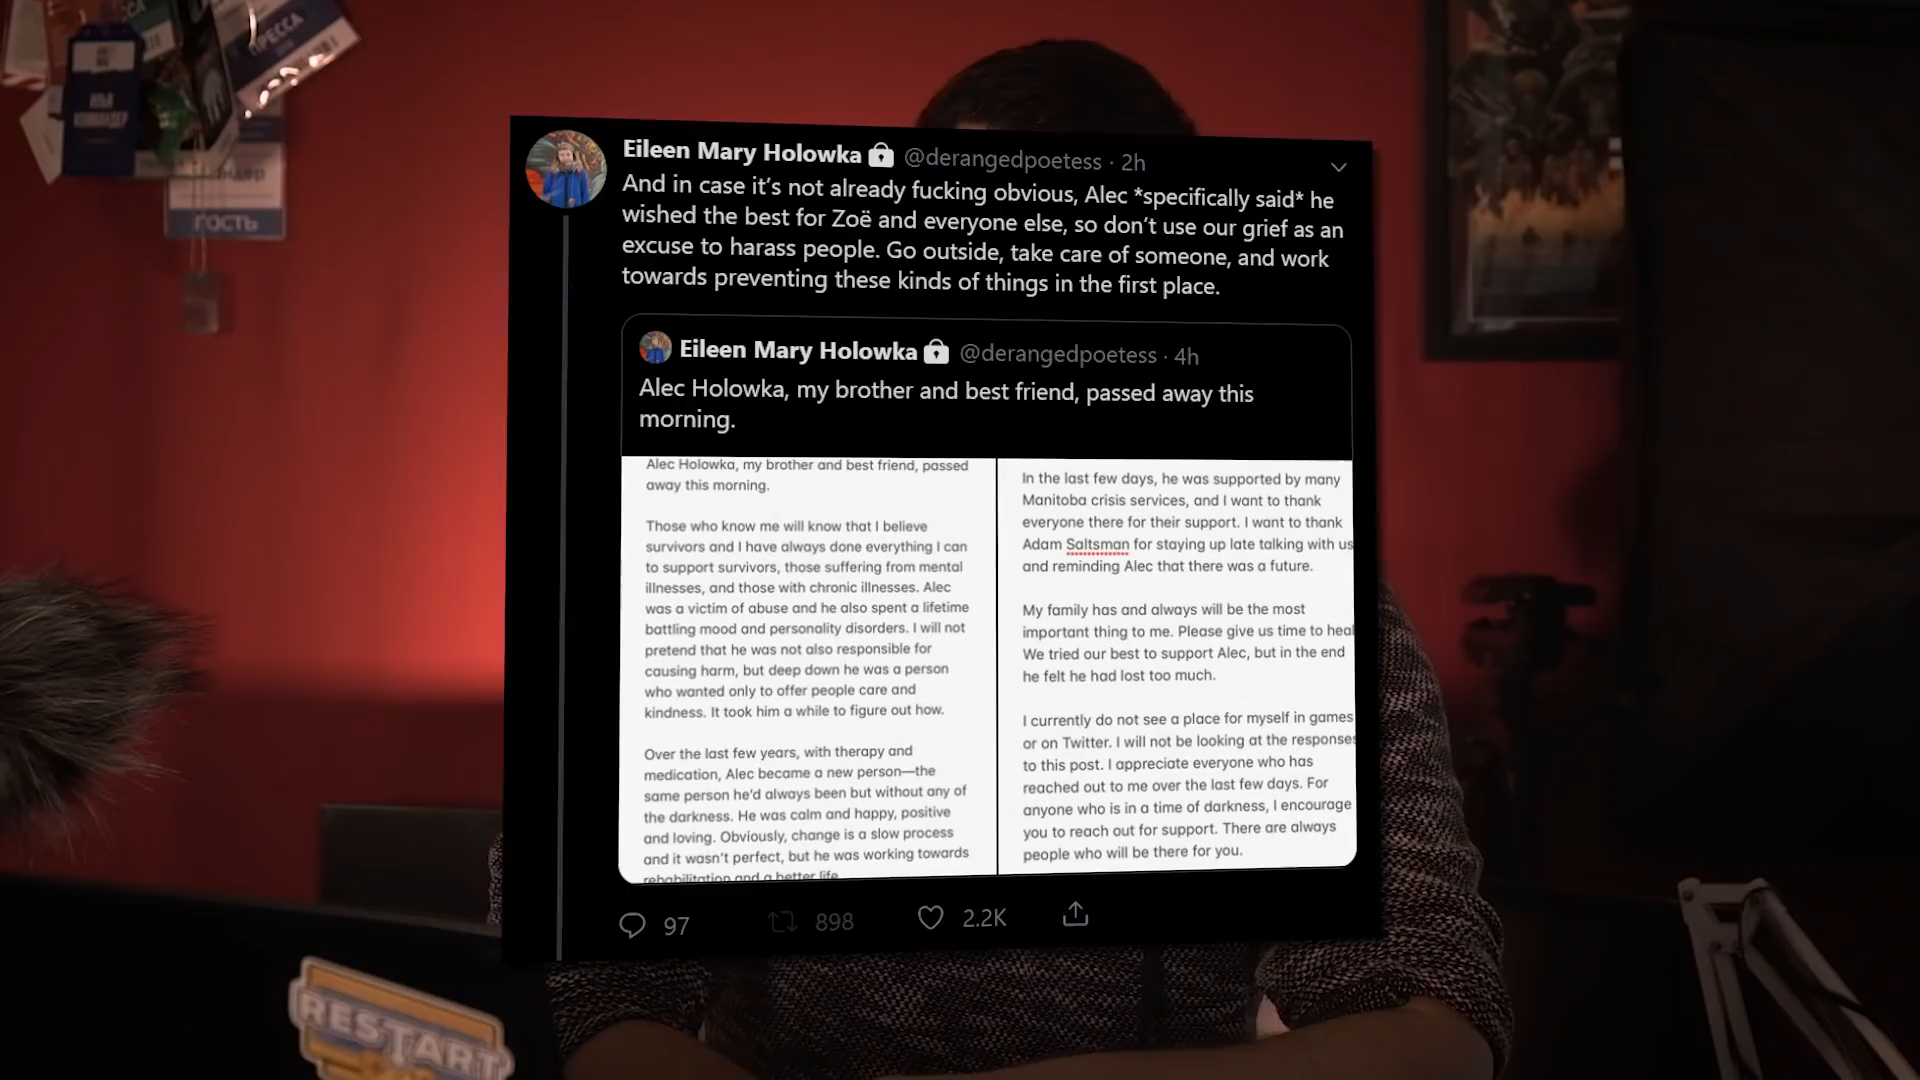 ПРЕССА
ГОСТЬ
Eileen Mary Holowka @derangedpoetess · 2h
And in case it's not already fucking obvious, Alec *specifically said* he
wished the best for Zoë and everyone else, so don't use our grief as an
excuse to harass people. Go outside, take care of someone, and work
towards preventing these kinds of things in the first place.
Eileen Mary Holowka @derangedpoetess · 4h
Alec Holowka, my brother and best friend, passed away this
morning.
Alec Holowka, my brother and best friend, passed
away this morning.
Those who know me will know that I believe
survivors and I have always done everything I can
to support survivors, those suffering from mental
illnesses, and those with chronic illnesses. Alec
was a victim of abuse and he also spent a lifetime
battling mood and personality disorders. I will not
pretend that he was not also responsible for
causing harm, but deep down he was a person
who wanted only to offer people care and
kindness. It took him a while to figure out how.
Over the last few years, with therapy and
medication, Alec became a new person—the
same person he'd always been but without any of
the darkness. He was calm and happy, positive
and loving. Obviously, change is a slow process
and it wasn't perfect, but he was working towards
rehabilitation and a better life.
In the last few days, he was supported by many
Manitoba crisis services, and I want to thank
everyone there for their support. I want to thank
Adam Saltsman for staying up late talking with us
and reminding Alec that there was a future.
My family has and always will be the most
important thing to me. Please give us time to heal
We tried our best to support Alec, but in the end
he felt he had lost too much.
I currently do not see a place for myself in games
or on Twitter. I will not be looking at the responses
to this post. I appreciate everyone who has
reached out to me over the last few days. For
anyone who is in a time of darkness, I encourage
you to reach out for support. There are always
people who will be there for you.
97 898 2.2K
RESTART